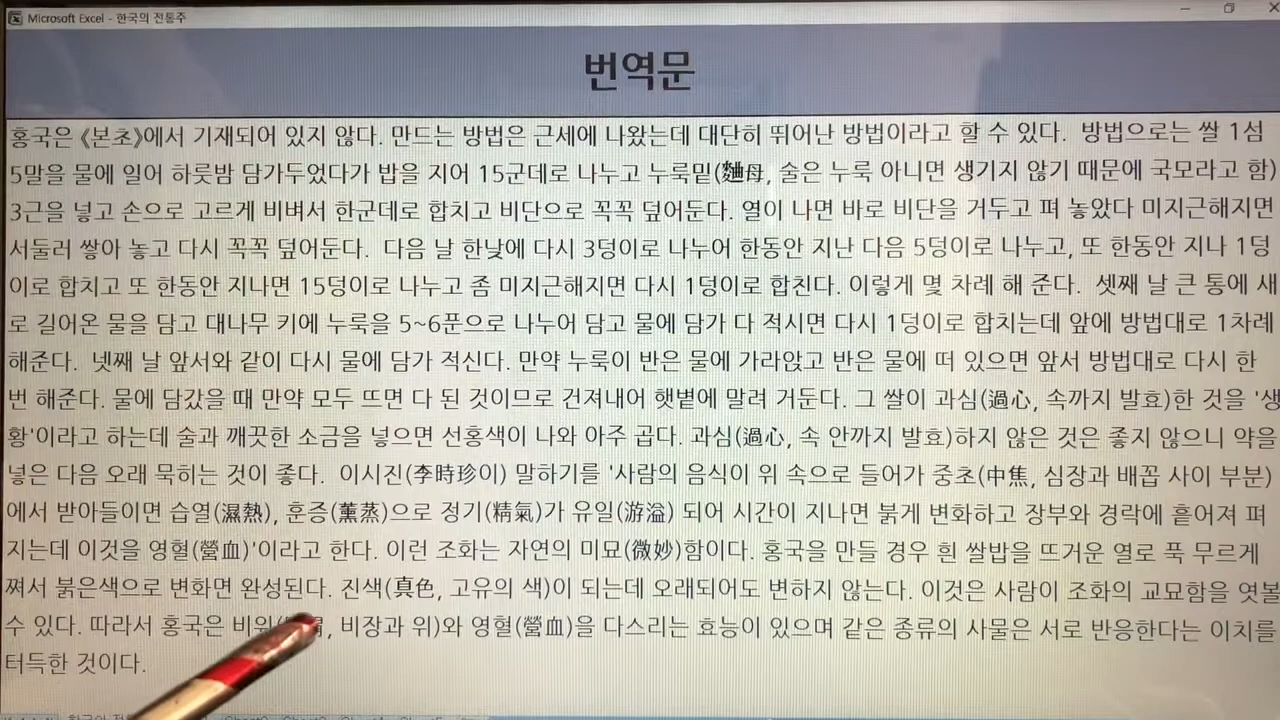 Microsoft Excel - 한국의 전통주
번역문
홍국은 《본초》에서 기재되어 있지 않다. 만드는 방법은 근세에 나왔는데 대단히 뛰어난 방법이라고 할 수 있다. 방법으로는 쌀 1섬
5말을 물에 일어 하룻밤 담가두었다가 밥을 지어 15군데로 나누고 누룩밑(麯母, 술은 누룩 아니면 생기지 않기 때문에 국모라고 함)
3근을 넣고 손으로 고르게 비벼서 한군데로 합치고 비단으로 꼭꼭 덮어둔다. 열이 나면 바로 비단을 거두고 펴 놓았다 미지근해지면
서둘러 쌓아 놓고 다시 꼭꼭 덮어둔다. 다음 날 한낮에 다시 3덩이로 나누어 한동안 지난 다음 5덩이로 나누고, 또 한동안 지나 1덩
이로 합치고 또 한동안 지나면 15덩이로 나누고 좀 미지근해지면 다시 1덩이로 합친다. 이렇게 몇 차례 해 준다. 셋째 날 큰 통에 새
로 길어온 물을 담고 대나무 키에 누룩을 5~6푼으로 나누어 담고 물에 담가 다 적시면 다시 1덩이로 합치는데 앞에 방법대로 1차례
해준다. 넷째 날 앞서와 같이 다시 물에 담가 적신다. 만약 누룩이 반은 물에 가라앉고 반은 물에 떠 있으면 앞서 방법대로 다시 한
번 해준다. 물에 담갔을 때 만약 모두 뜨면 다 된 것이므로 건져내어 햇볕에 말려 거둔다. 그 쌀이 과심(過心, 속까지 발효)한 것을 '생
황'이라고 하는데 술과 깨끗한 소금을 넣으면 선홍색이 나와 아주 곱다. 과심(過心, 속 안까지 발효)하지 않은 것은 좋지 않으니 약을
넣은 다음 오래 묵히는 것이 좋다. 이시진(李時珍이) 말하기를 '사람의 음식이 위 속으로 들어가 중초(中焦, 심장과 배꼽 사이 부분)
에서 받아들이면 습열(濕熱), 훈증(薰蒸)으로 정기(精氣)가 유일(游溢) 되어 시간이 지나면 붉게 변화하고 장부와 경락에 흩어져 퍼
지는데 이것을 영혈(營血)'이라고 한다. 이런 조화는 자연의 미묘(微妙)함이다. 홍국을 만들 경우 흰 쌀밥을 뜨거운 열로 푹 무르게
쪄서 붉은색으로 변화면 완성된다. 진색(真色, 고유의 색)이 되는데 오래되어도 변하지 않는다. 이것은 사람이 조화의 교묘함을 엿볼
수 있다. 따라서 홍국은 비위( , 비장과 위)와 영혈(營血)을 다스리는 효능이 있으며 같은 종류의 사물은 서로 반응한다는 이치를
터득한 것이다.